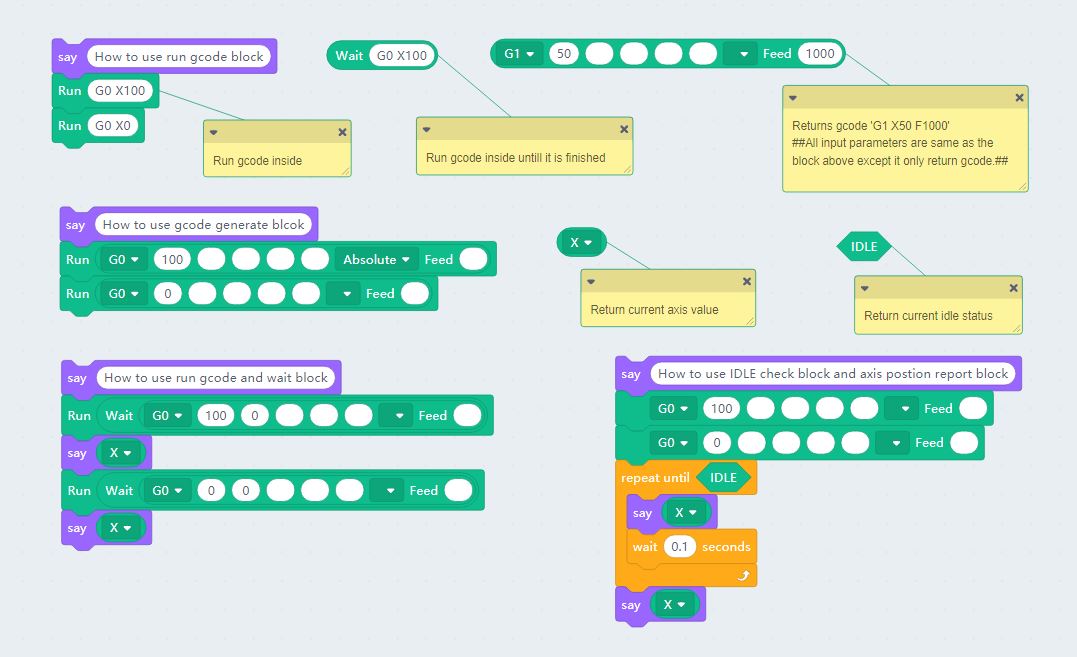 say How to use run gcode block
Run G0 X100
Run G0 X0
Run gcode inside
Wait G0 X100
Run gcode inside untill it is finished
G1 50 Feed 1000
Returns gcode 'G1 X50 F1000'
##All input parameters are same as the
block above except it only return gcode.##
say How to use gcode generate blcok
Run G0 100 Absolute Feed
Run G0 0 Feed
X
Return current axis value
IDLE
Return current idle status
say How to use run gcode and wait block
Run Wait G0 100 0 Feed
say X
Run Wait G0 0 0 Feed
say X
say How to use IDLE check block and axis postion report block
G0 100 Feed
G0 0 Feed
repeat until IDLE
say X
wait 0.1 seconds
say X